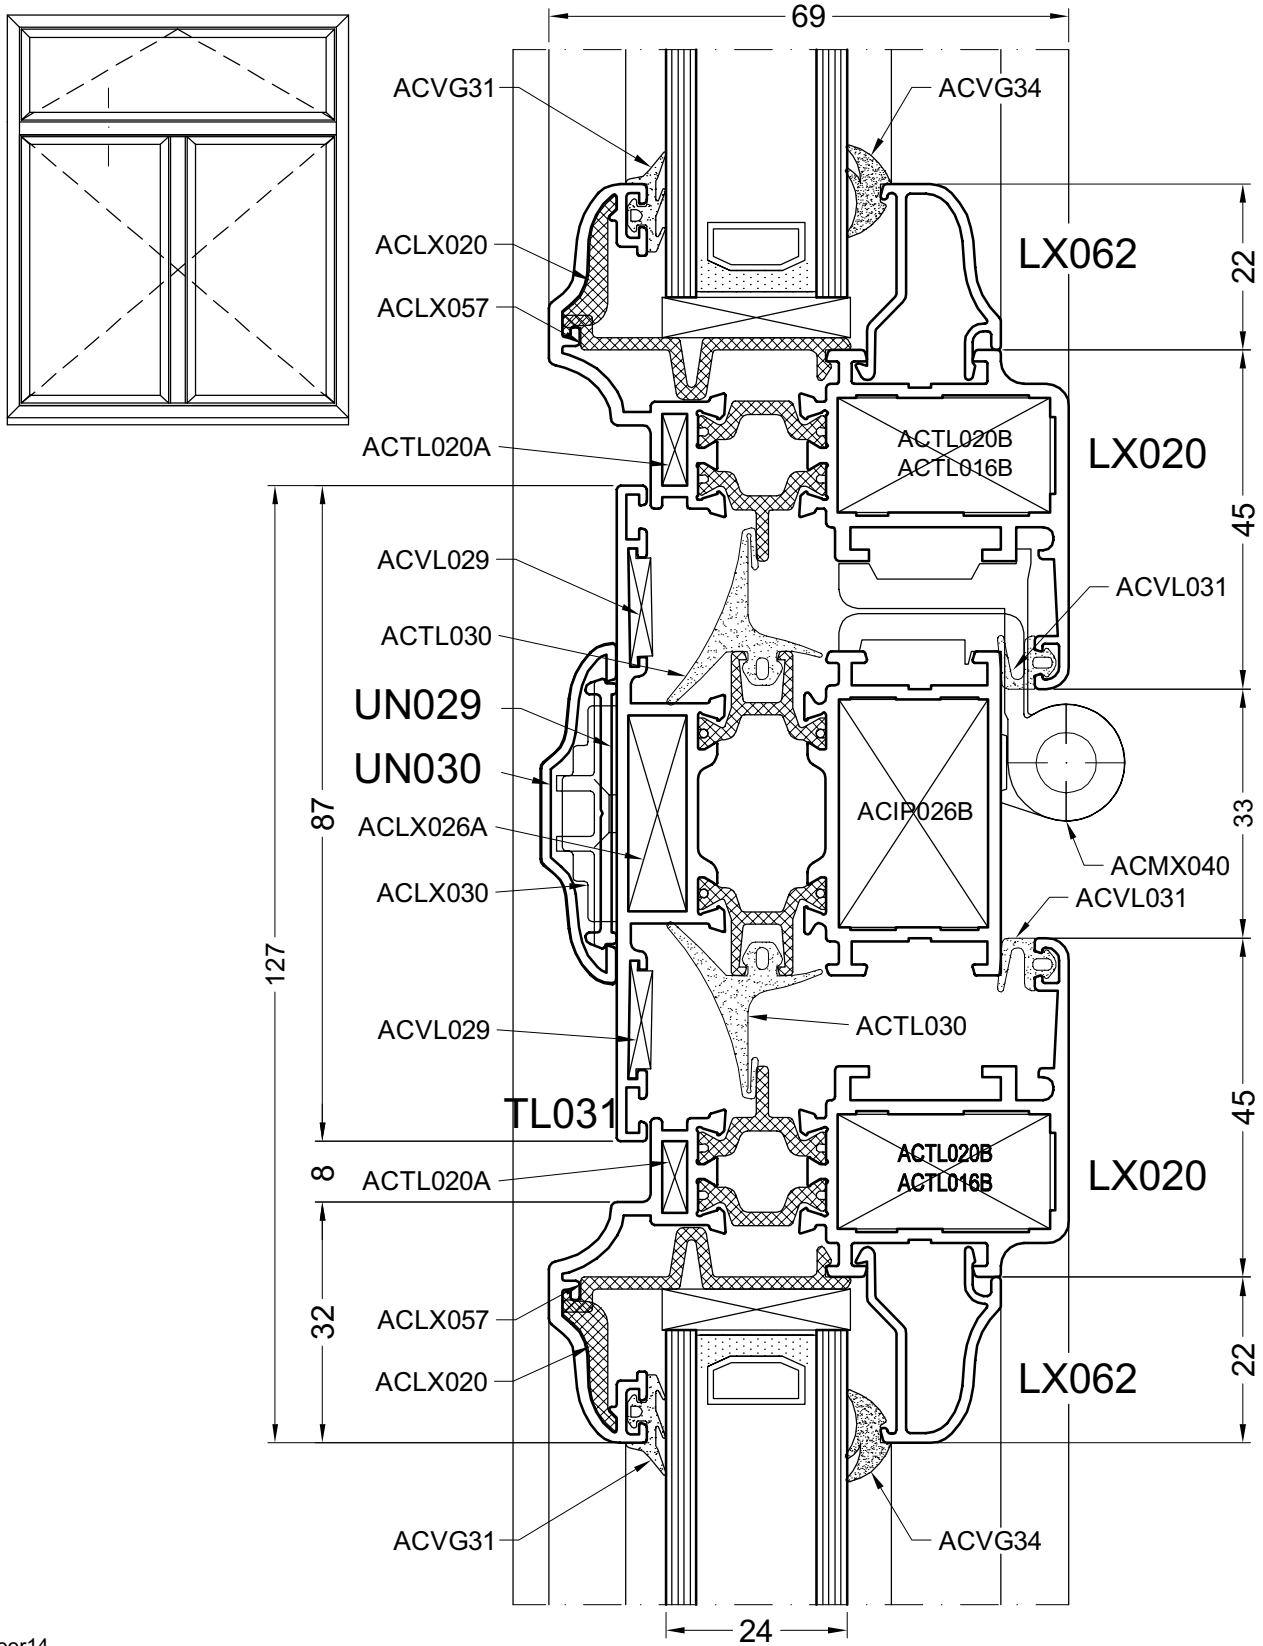 69
ACVG31
ACVG34
ACLX020
LX062
22
ACLX057
ACTL020A
ACTL020B
ACTL016B
LX020
45
ACVL029
ACVL031
ACTL030
UN029
UN030
87
ACIP026B
33
ACLX026A
ACMX040
ACLX030
ACVL031
127
ACVL029
ACTL030
TL031
45
8
ACTL020A
ACTL020B
ACTL016B
LX020
32
ACLX057
ACLX020
LX062
22
ACVG31
ACVG34
24